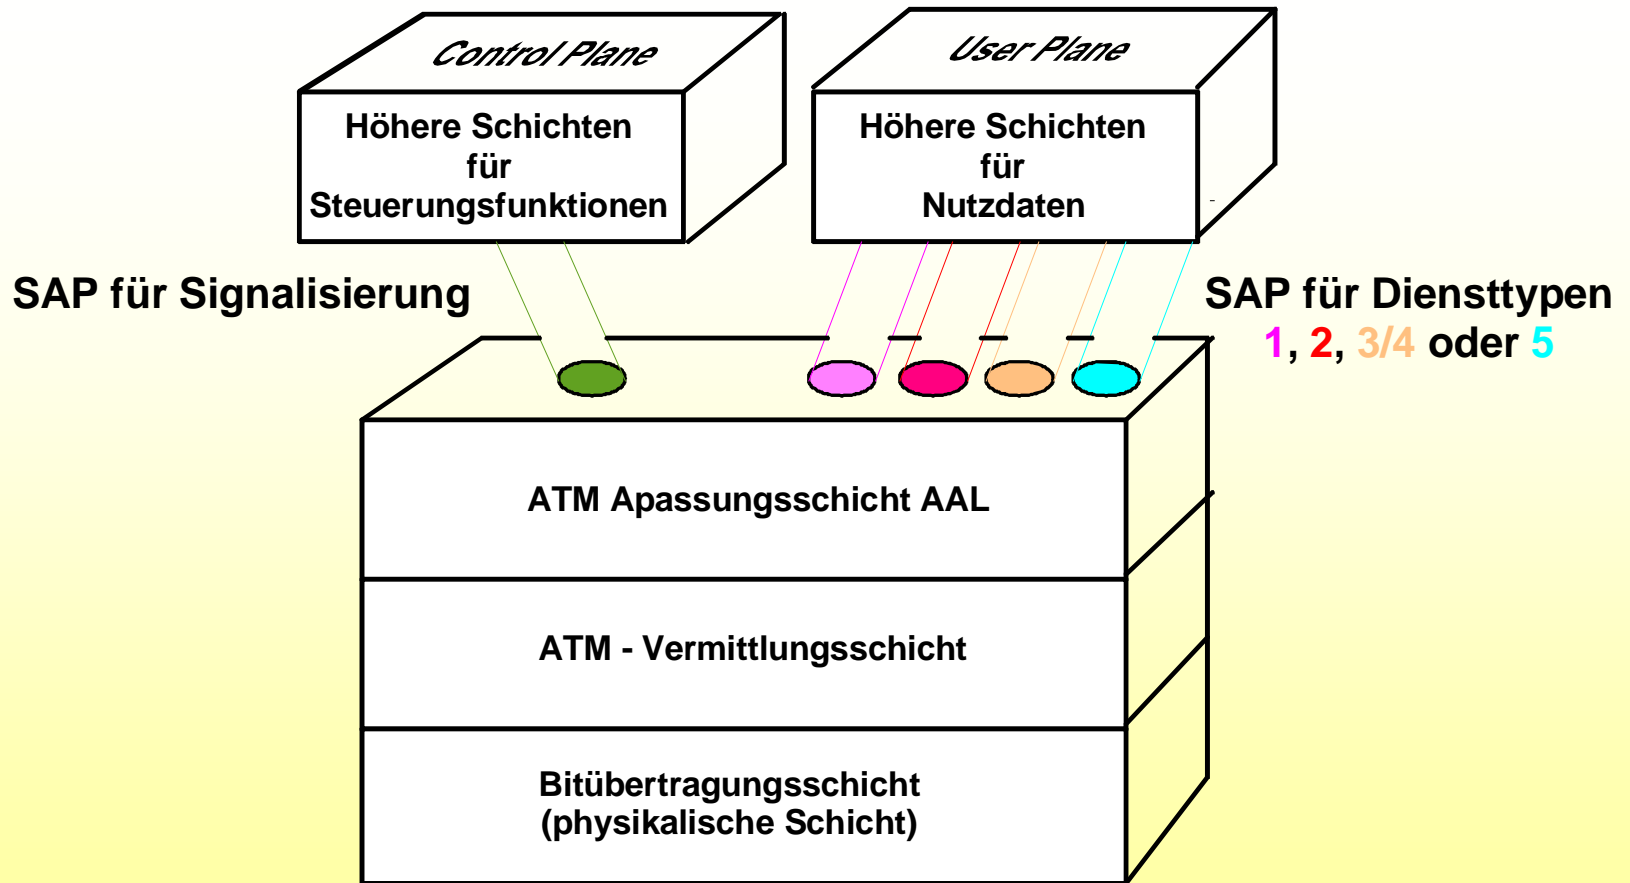 Control Plane
User Plane
Höhere Schichten
für
Steuerungsfunktionen
Höhere Schichten
für
Nutzdaten
SAP für Signalisierung
SAP für Diensttypen
1, 2, 3/4 oder 5
ATM Apassungsschicht AAL
ATM - Vermittlungsschicht
Bitübertragungsschicht
(physikalische Schicht)